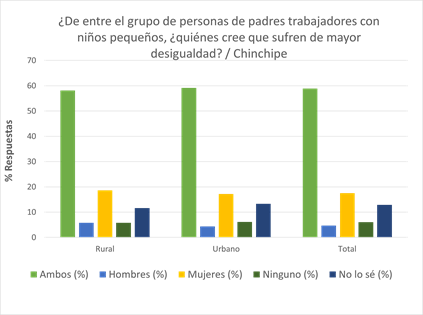 ¿De entre el grupo de personas de padres trabajadores con
niños pequeños, ¿quiénes cree que sufren de mayor
desigualdad? / Chinchipe
% Respuestas
70
60
50
40
30
20
10
0
Rural Urbano Total
Ambos (%) Hombres (%) Mujeres (%) Ninguno (%) No lo sé (%)